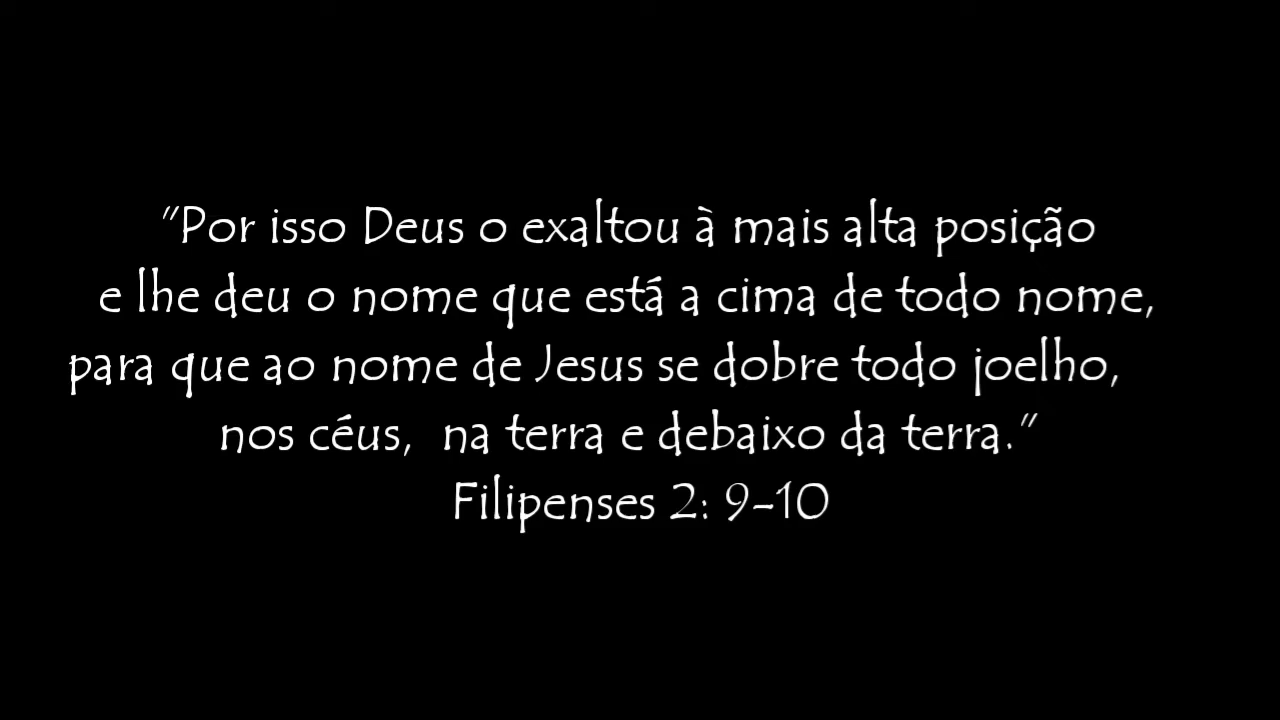 "Por isso Deus o exaltou à mais alta posição
e lhe deu o nome que está a cima de todo nome,
para que ao nome de Jesus se dobre todo joelho,
nos céus, na terra e debaixo da terra."
Filipenses 2: 9-10